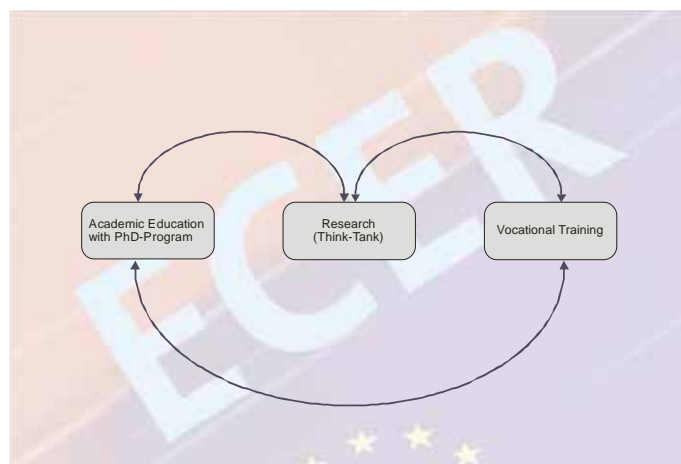 ECER
Academic Education
with PhD-Program
Research
(Think-Tank)
Vocational Training